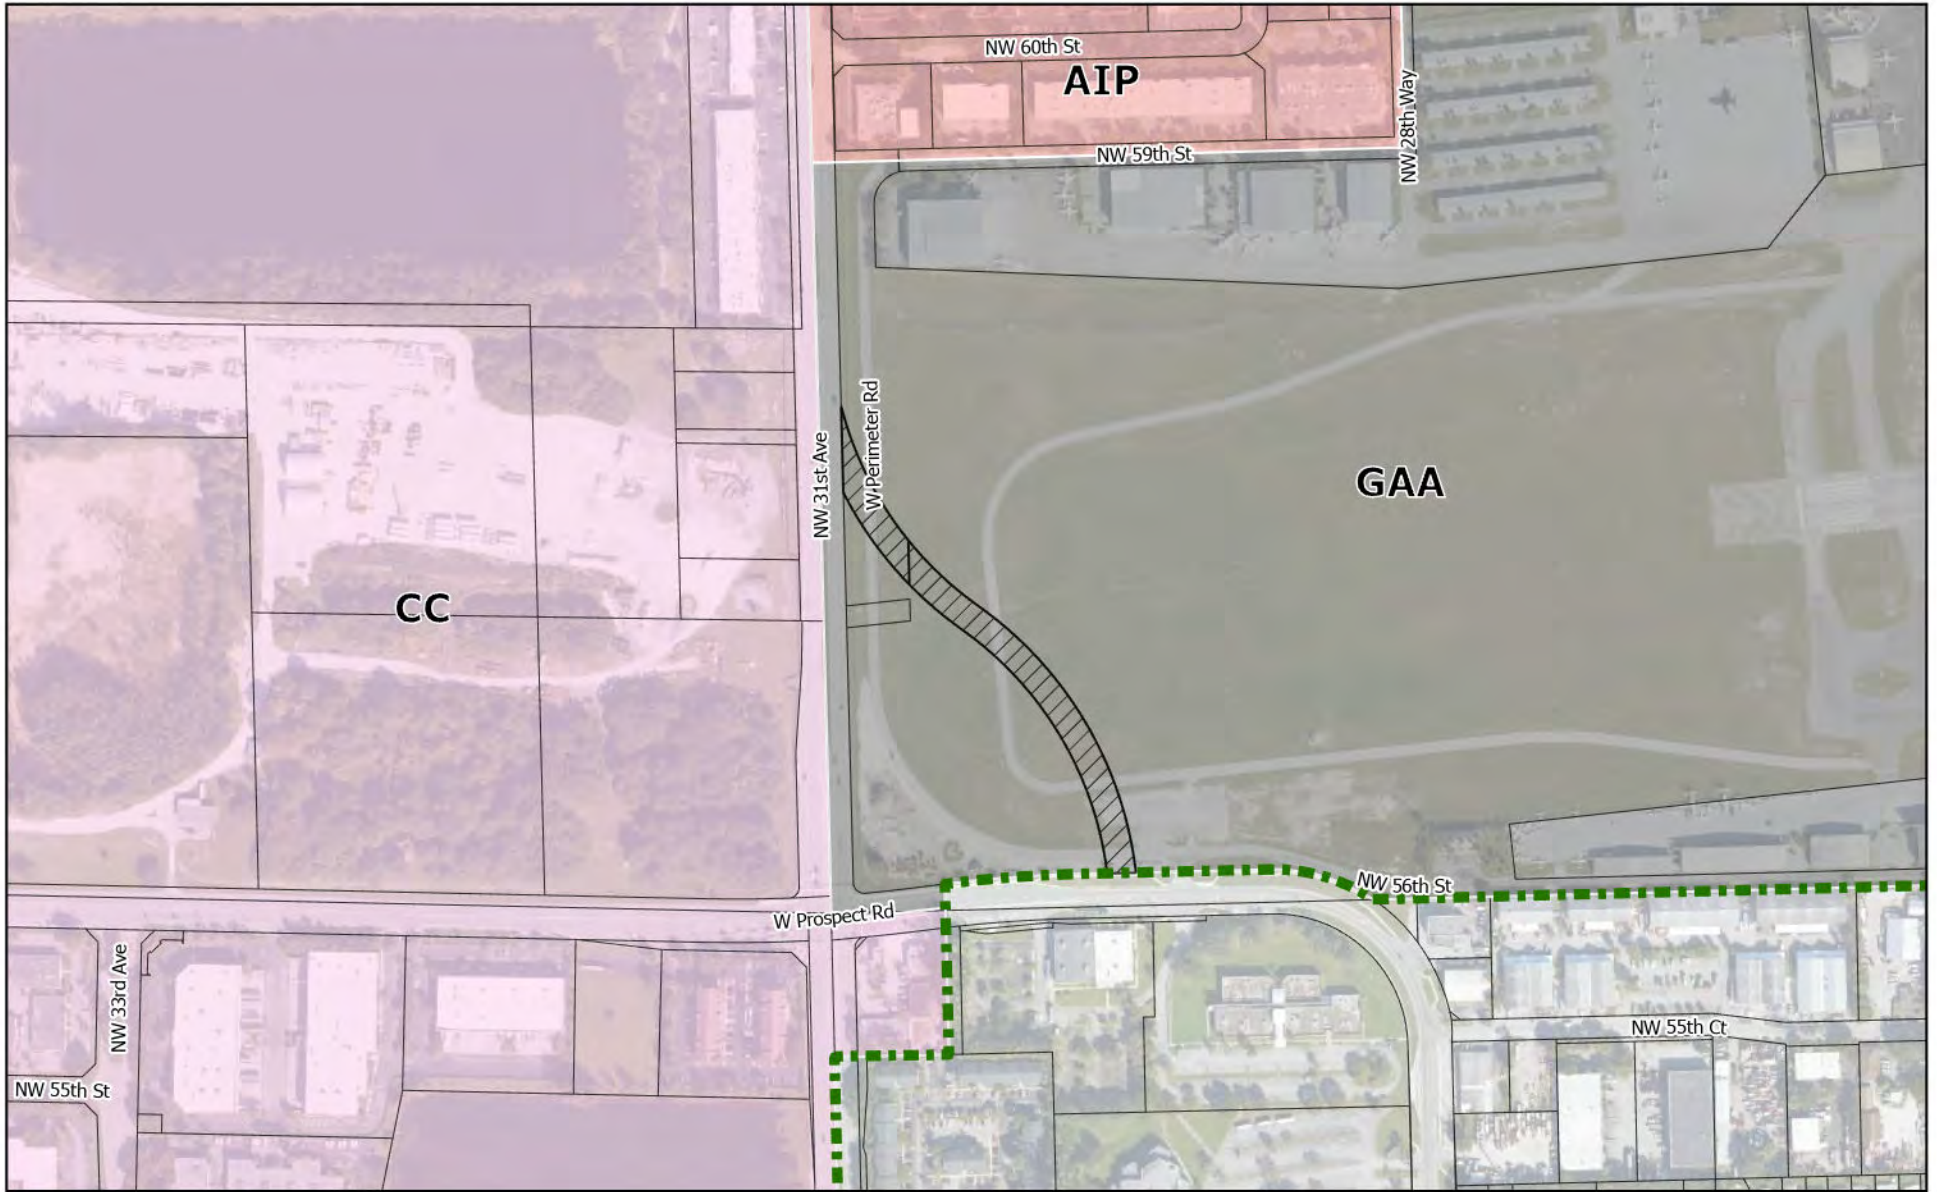 NW 60th St
AIP
NW 28th Way
NW 59th St
W Perimeter Rd
NW 31st Ave
GAA
CC
NW 56th St
W Prospect Rd
NW 33rd Ave
NW 55th Ct
NW 55th St